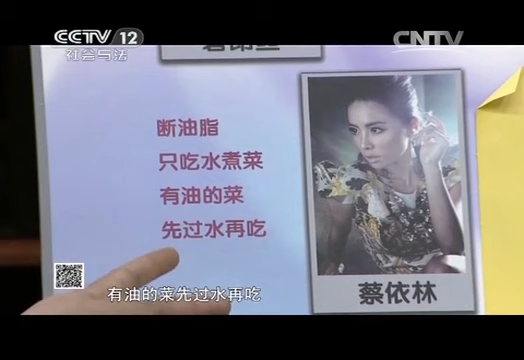 CCTV 12
社会与法
CNTV
断油脂
只吃水煮菜
有油的菜
先过水再吃
蔡依林
有油的菜先过水再吃